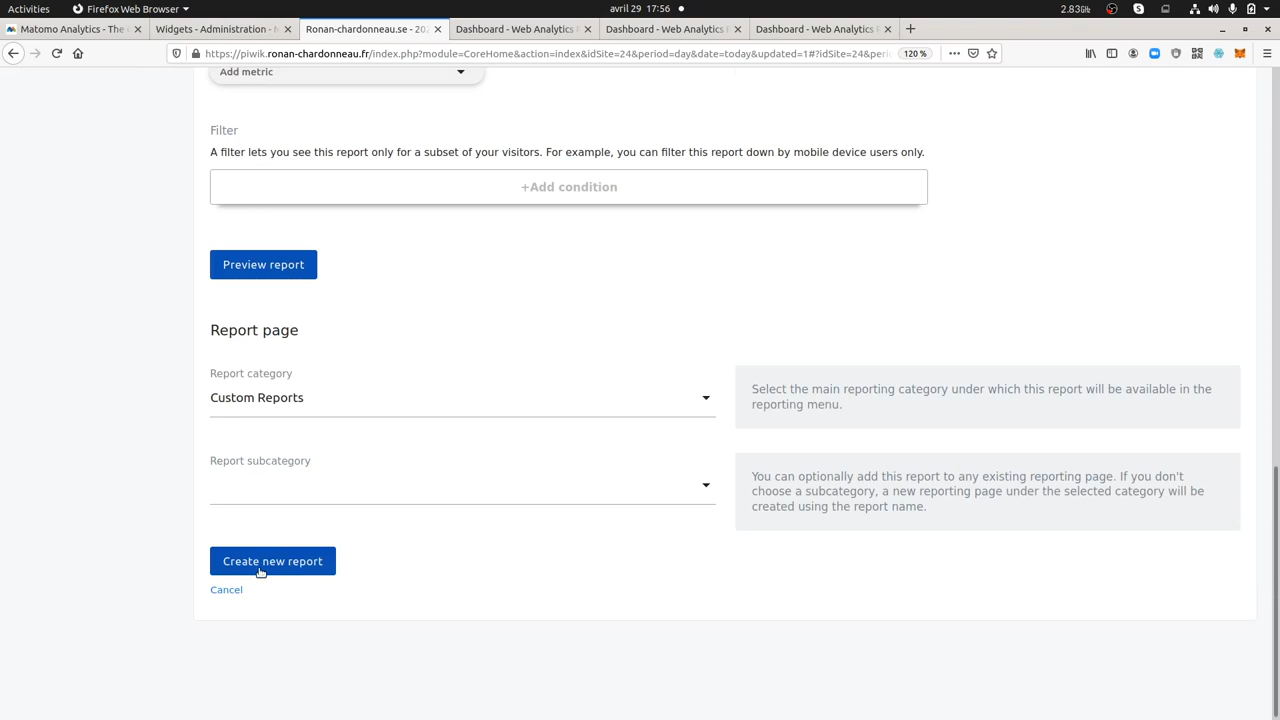 Activities
Firefox Web Browser
avril 29 17:56
2.83
Matomo Analytics - The
Widgets - Administration -
Ronan-chardonneau.se - 202
Dashboard - Web Analytics
Dashboard - Web Analytics
Dashboard - Web Analytics
https://piwik.ronan-chardonneau.fr/index.php?module=CoreHome&action=index&idSite=24&period=day&date=today&updated=1#?idSite=24&peri
120 %
Add metric
Filter
A filter lets you see this report only for a subset of your visitors. For example, you can filter this report down by mobile device users only.
+Add condition
Preview report
Report page
Report category
Custom Reports
Select the main reporting category under which this report will be available in the
reporting menu.
Report subcategory
You can optionally add this report to any existing reporting page. If you don't
choose a subcategory, a new reporting page under the selected category will be
created using the report name.
Create new report
Cancel